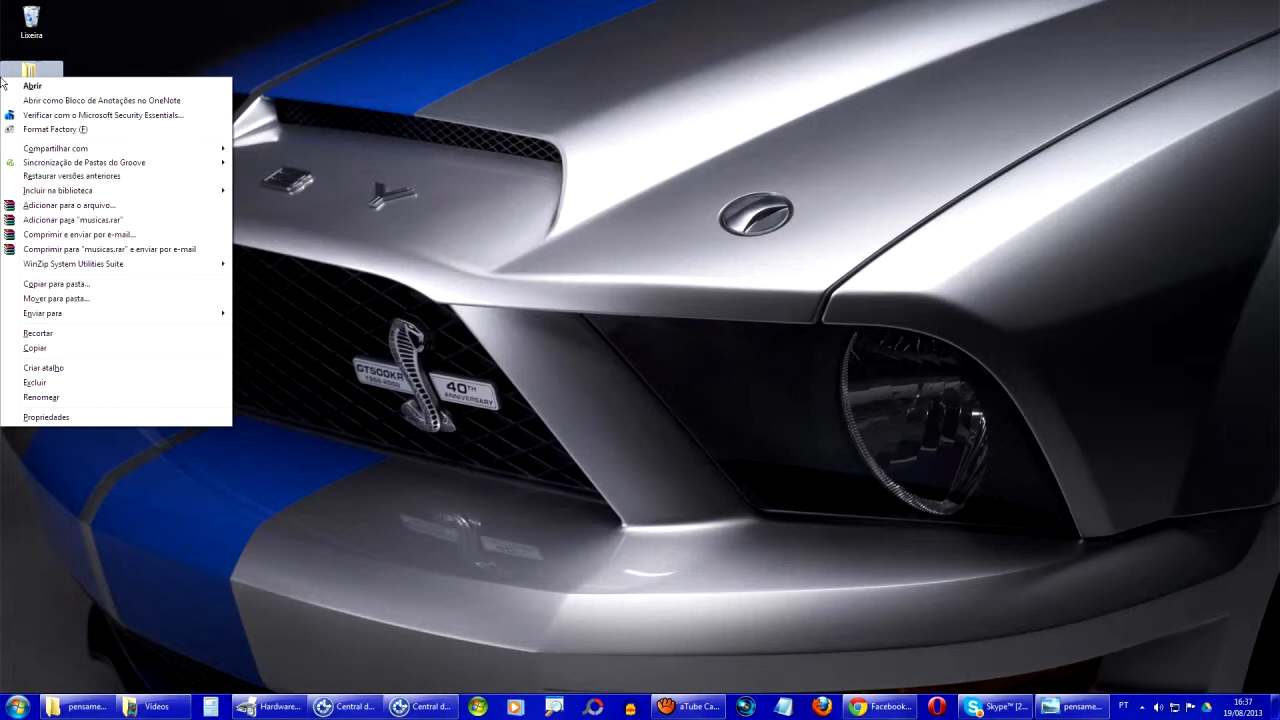 Lixeira
Abrir
Abrir como Bloco de Anotações no OneNote
Verificar com o Microsoft Security Essentials...
Format Factory (F)
Compartilhar com
Sincronização de Pastas do Groove
Restaurar versões anteriores
Incluir na biblioteca
Adicionar para o arquivo...
Adicionar para "musicas.rar"
Comprimir e enviar por e-mail...
Comprimir para "musicas.rar" e enviar por e-mail
WinZip System Utilities Suite
Copiar para pasta...
Mover para pasta...
Enviar para
Recortar
Copiar
Criar atalho
Excluir
Renomear
Propriedades
B Y
GT500KR
40TH
ANNIVERSARY
pensame...
Vídeos
Hardware...
Central d...
Central d...
aTube Ca...
Facebook...
Skype™ [2...
pensame...
PT
16:37
19/08/2013